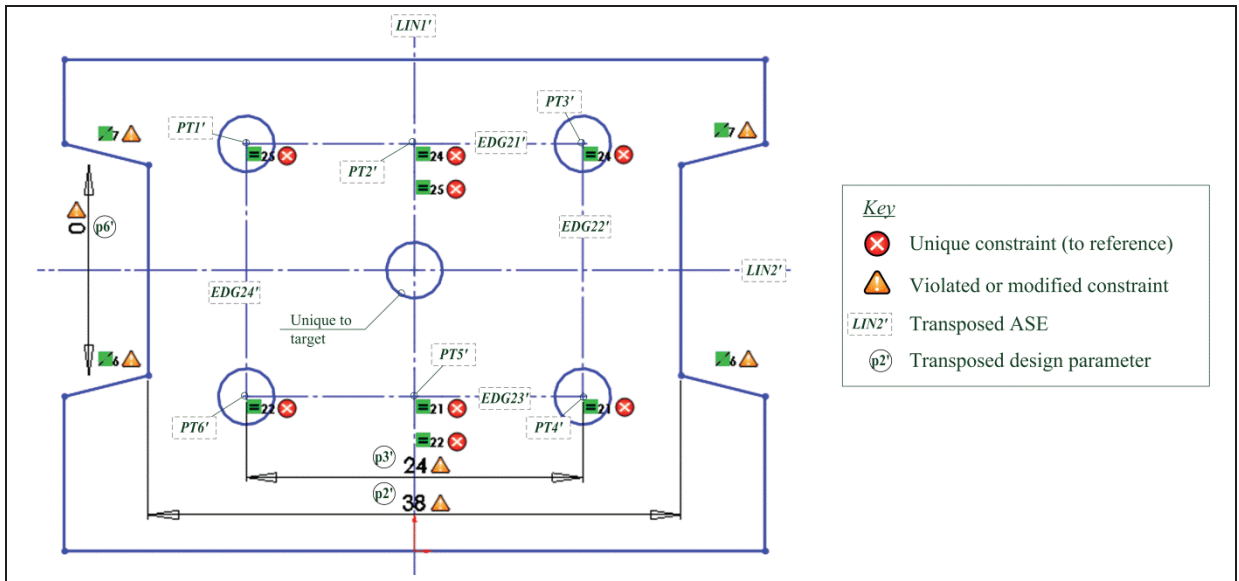 LIN1'
PT3'
PT1'
7
7
EDG21'
25
24
24
PT2'
25
0
p6'
EDG22'
LIN2'
EDG24'
Unique to
target
PT5'
6
6
EDG23'
22
21
21
PT6'
PT4'
22
p3'
24
p2'
38
Key
Unique constraint (to reference)
Violated or modified constraint
LIN2' Transposed ASE
p2' Transposed design parameter